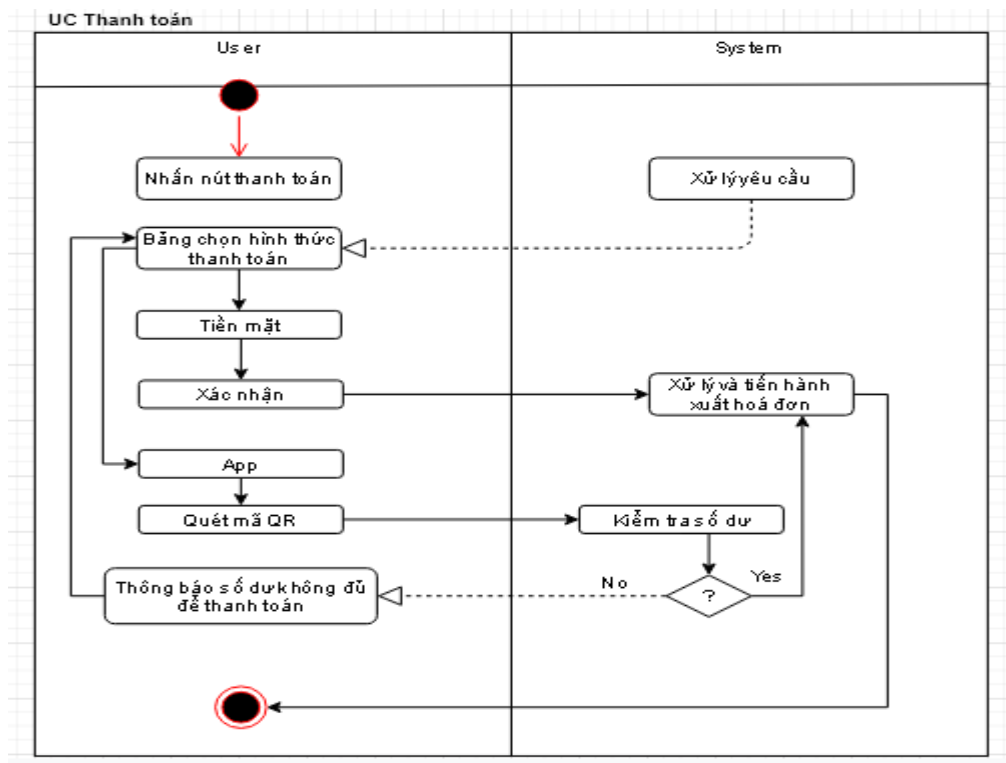 UC Thanh toán
User
System
Nhấn nút thanh toán
Xử lý yêu cầu
Bảng chọn hình thức
thanh toán
Tiền mặt
Xác nhận
Xử lý và tiến hành
xuất hoá đơn
App
Quét mã QR
Kiểm tra số dư
Thông báo số dư không đủ
để thanh toán
No
?
Yes